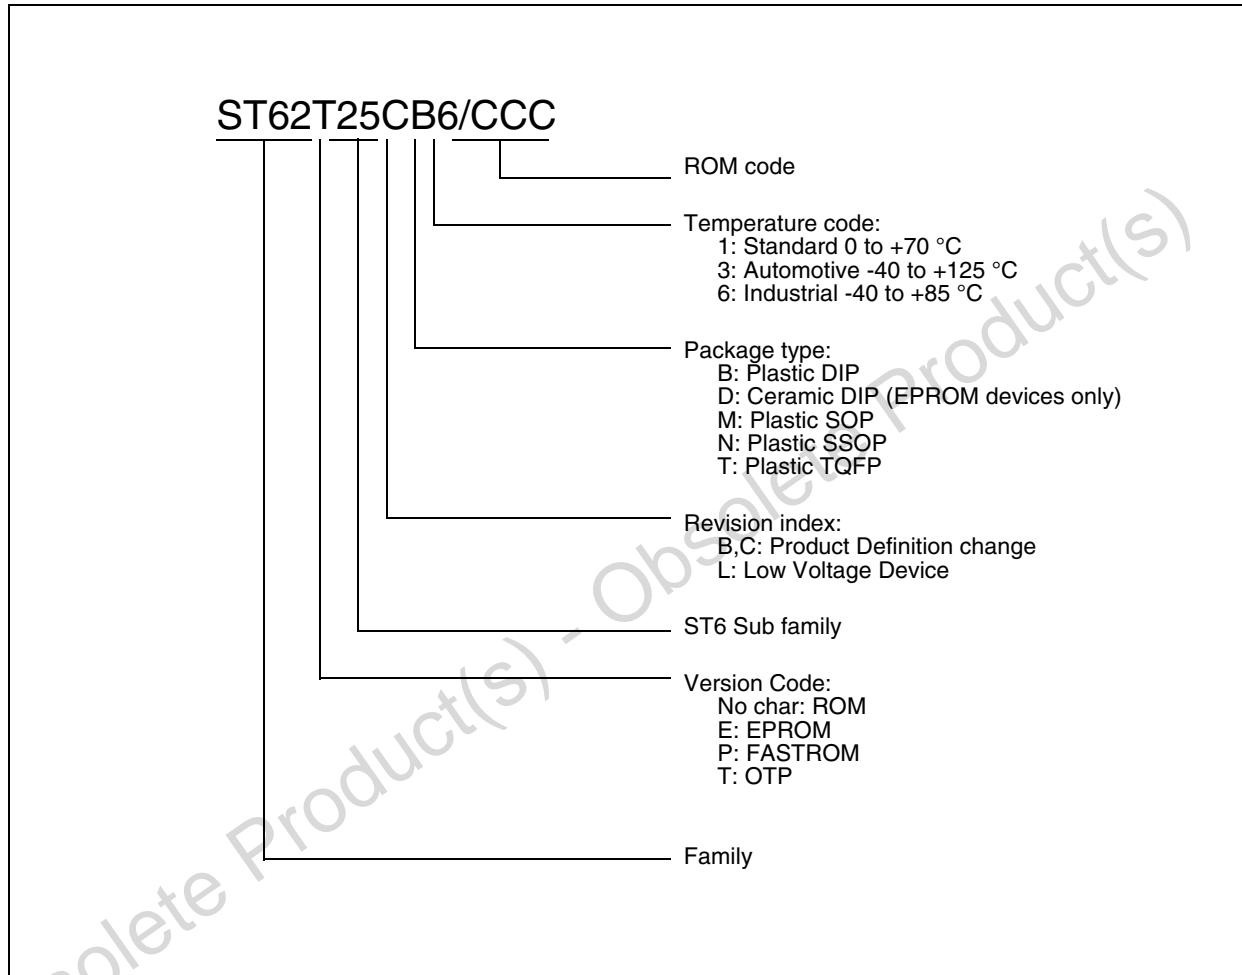 ST62T25CB6/CCC
ROM code
Temperature code:
1: Standard 0 to +70 °C
3: Automotive -40 to +125 °C
6: Industrial -40 to +85 °C
Package type:
B: Plastic DIP
D: Ceramic DIP (EPROM devices only)
M: Plastic SOP
N: Plastic SSOP
T: Plastic TQFP
Revision index:
B,C: Product Definition change
L: Low Voltage Device
ST6 Sub family
Version Code:
No char: ROM
E: EPROM
P: FASTROM
T: OTP
Family
solete Product(s) - Obsolete Product(s)